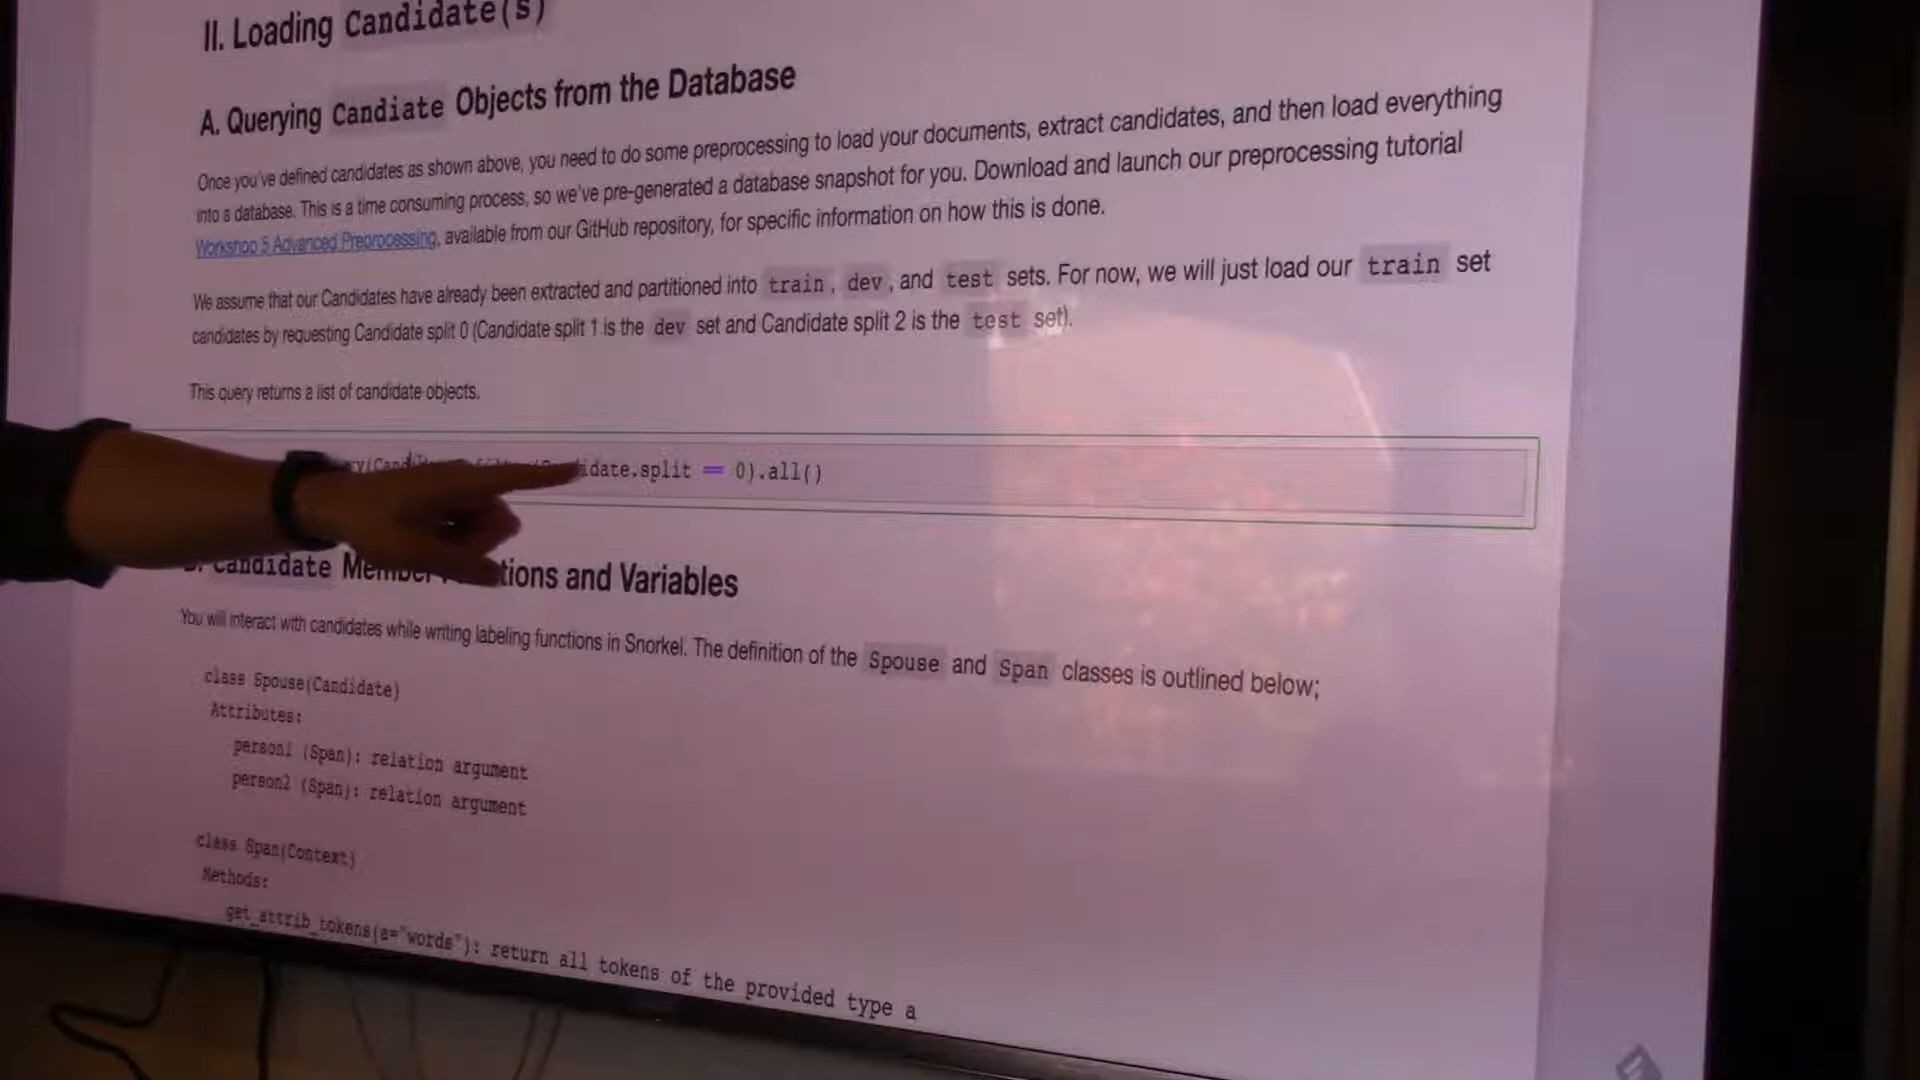 II. Loading Candidate(s)
A. Querying Candiate Objects from the Database
Once you've defined candidates as shown above, you need to do some preprocessing to load your documents, extract candidates, and then load everything
into a database. This is a time consuming process, so we've pre-generated a database snapshot for you. Download and launch our preprocessing tutorial
Workshop 5 Advanced Preprocessing, available from our GitHub repository, for specific information on how this is done.
We assume that our Candidates have already been extracted and partitioned into train, dev, and test sets. For now, we will just load our train set
candidates by requesting Candidate split 0 (Candidate split 1 is the dev set and Candidate split 2 is the test set).
This query returns a list of candidate objects.
idate.split == 0).all()
Candidate Member tions and Variables
You will interact with candidates while writing labeling functions in Snorkel. The definition of the Spouse and Span classes is outlined below;
class Spouse(Candidate)
Attributes:
person1 (Span): relation argument
person2 (Span): relation argument
class Span(Context)
Methods:
get_attrib_tokens(a="words"): return all tokens of the provided type a